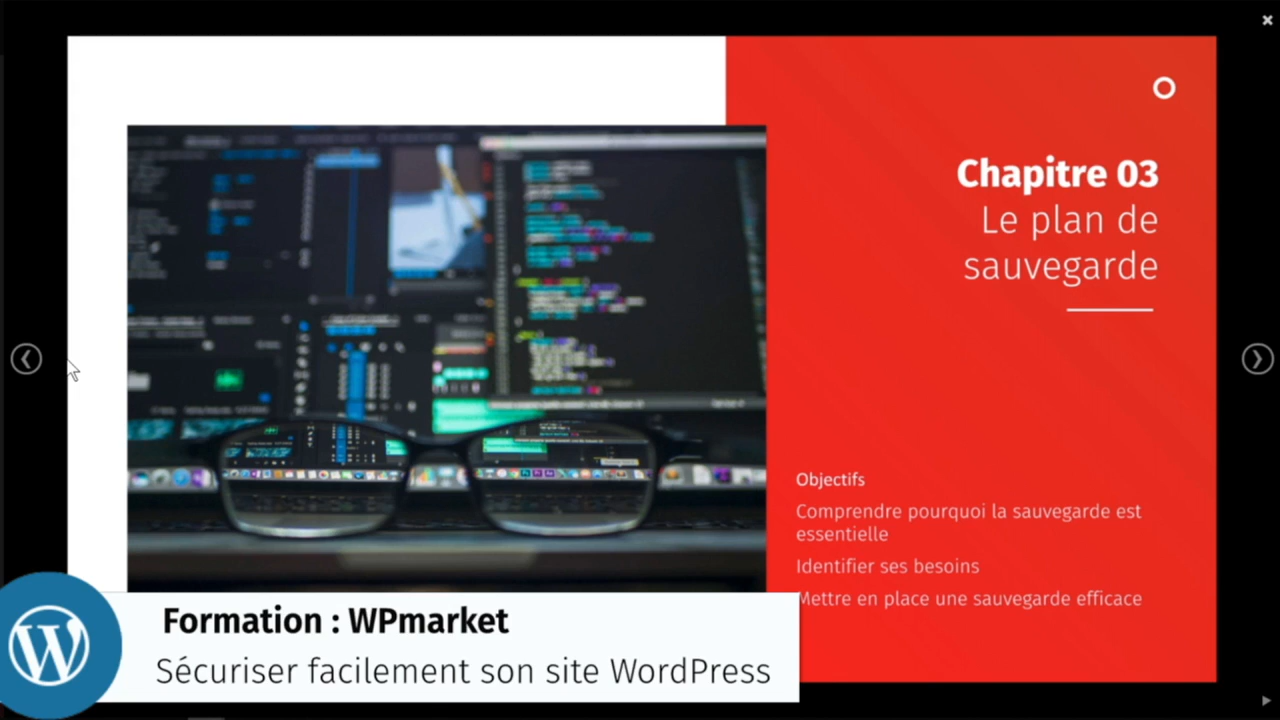 Chapitre 03
Le plan de
sauvegarde
Objectifs
Comprendre pourquoi la sauvegarde est
essentielle
Identifier ses besoins
Mettre en place une sauvegarde efficace
Formation : WPmarket
Sécuriser facilement son site WordPress